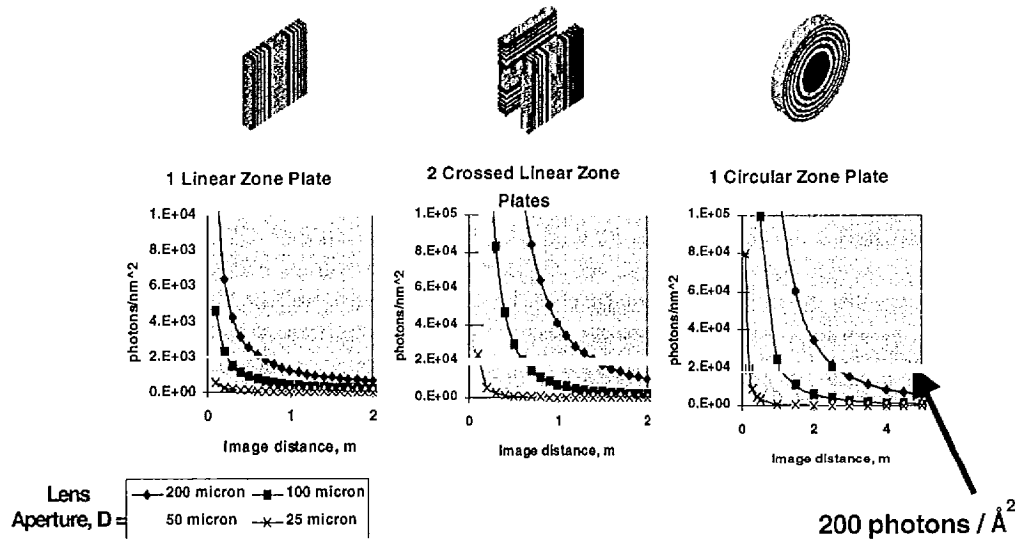 1 Linear Zone Plate
2 Crossed Linear Zone
Plates
1 Circular Zone Plate
photons/nm^2
1.E+04
8.E+03
6.E+03
4.E+03
2.E+03
0.E+00
0 1 2
Image distance, m
photons/nm^2
1.E+05
8.E+04
6.E+04
4.E+04
2.E+04
0.E+00
0 1 2
Image distance, m
photons/nm^2
1.E+05
8.E+04
6.E+04
4.E+04
2.E+04
0.E+00
0 2 4
Image distance, m
Lens
Aperture, D =
200 micron 100 micron
50 micron 25 micron
200 photons / Å²